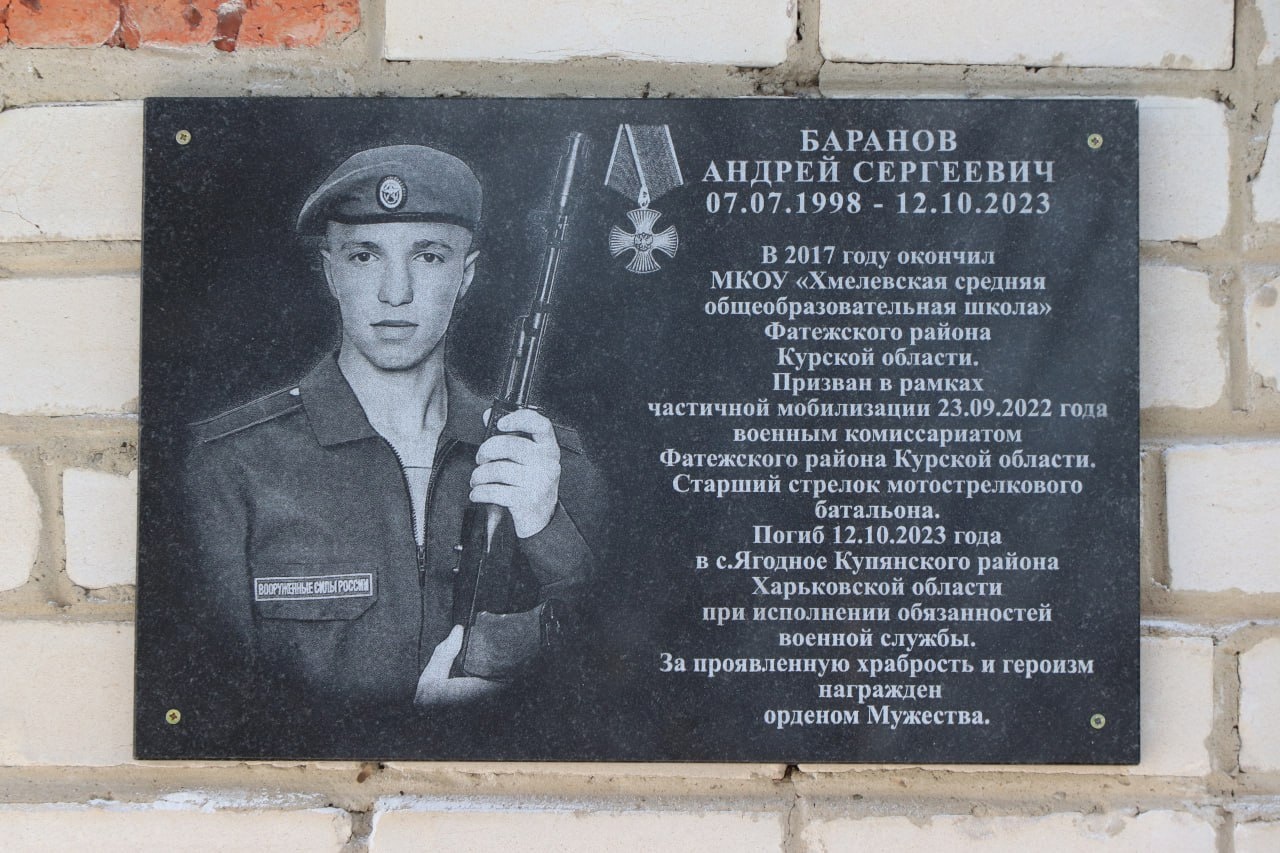 БАРАНОВ
АНДРЕЙ СЕРГЕЕВИЧ
07.07.1998 - 12.10.2023
В 2017 году окончил
МКОУ «Хмелевская средняя
общеобразовательная школа»
Фатежского района
Курской области.
Призван в рамках
частичной мобилизации 23.09.2022 года
военным комиссариатом
Фатежского района Курской области.
Старший стрелок мотострелкового
батальона.
Погиб 12.10.2023 года
в с.Ягодное Купянского района
Харьковской области
при исполнении обязанностей
военной службы.
За проявленную храбрость и героизм
награжден
орденом Мужества.
ВООРУЖЕННЫЕ СИЛЫ РОССИИ